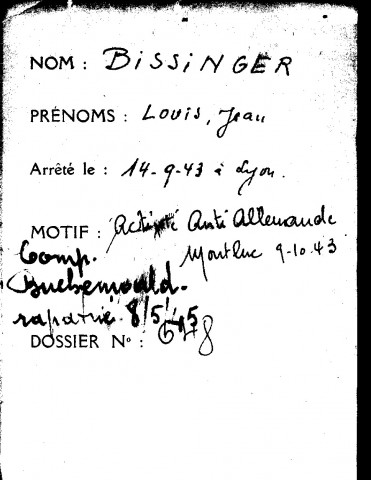 NOM : BISSINGER
PRÉNOMS : Louis, Jean
Arrêté le : 14-9-43 à Lyon.
MOTIF : Activité Anti Allemande
Montluc 9-10-43
Comp.
Buchenwald.
rapatrié 8/5/45
DOSSIER N° :